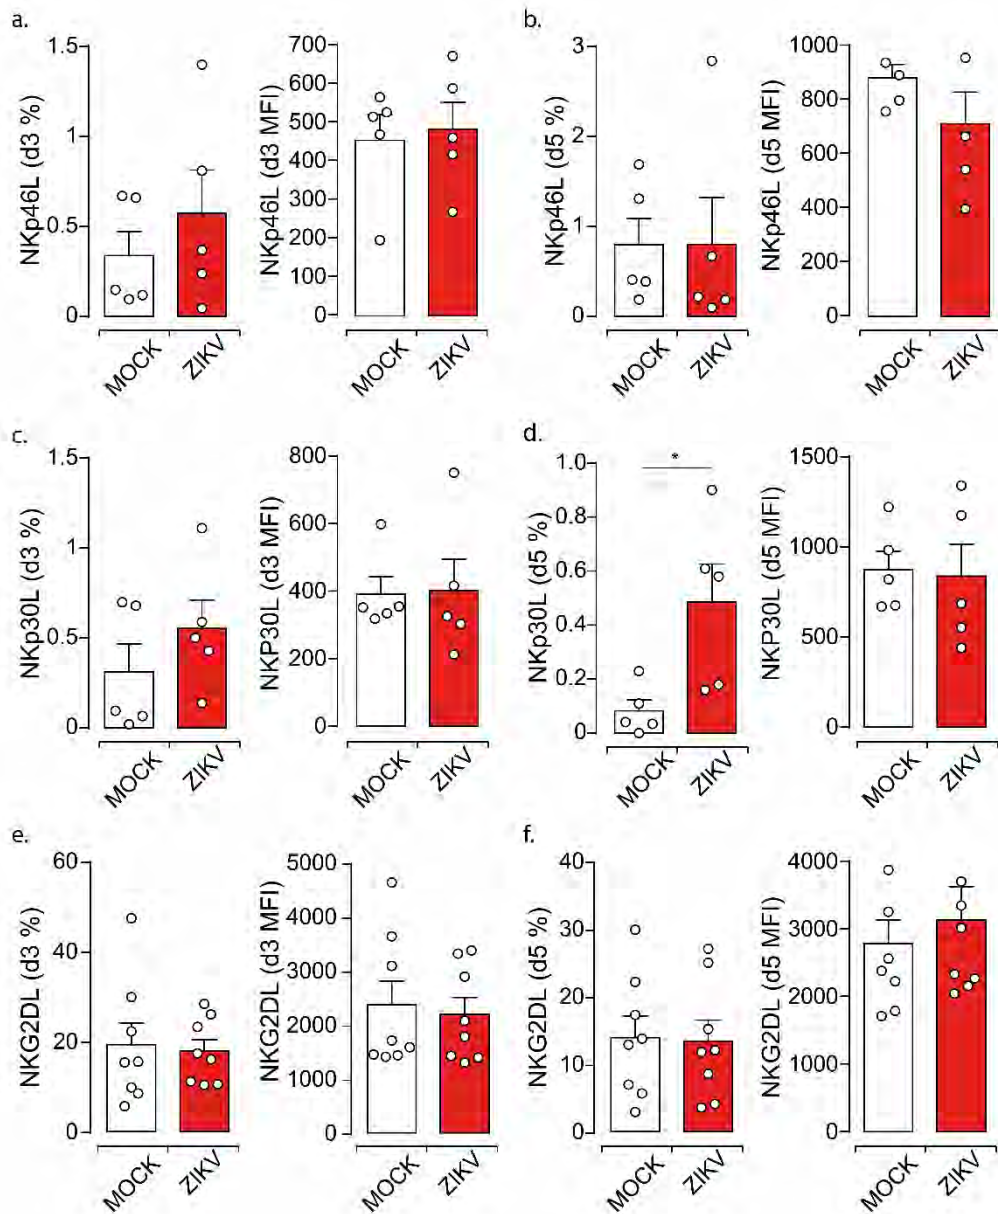 a.
NKp46L (d3 %)
1.5
1
0.5
0
MOCK
ZIKV
NKp46L (d3 MFI)
700
600
500
400
300
200
100
0
MOCK
ZIKV
b.
NKp46L (d5 %)
3
2
1
0
MOCK
ZIKV
NKp46L (d5 MFI)
1000
800
600
400
200
0
MOCK
ZIKV
c.
NKp30L (d3 %)
1.5
1
0.5
0
MOCK
ZIKV
NKP30L (d3 MFI)
800
600
400
200
0
MOCK
ZIKV
d.
NKp30L (d5 %)
1.0
0.8
0.6
0.4
0.2
0
*
MOCK
ZIKV
NKP30L (d5 MFI)
1500
1000
500
0
MOCK
ZIKV
e.
NKG2DL (d3 %)
60
40
20
0
MOCK
ZIKV
NKG2DL (d3 MFI)
5000
4000
3000
2000
1000
0
MOCK
ZIKV
f.
NKG2DL (d5 %)
40
30
20
10
0
MOCK
ZIKV
NKG2DL (d5 MFI)
4000
3000
2000
1000
0
MOCK
ZIKV